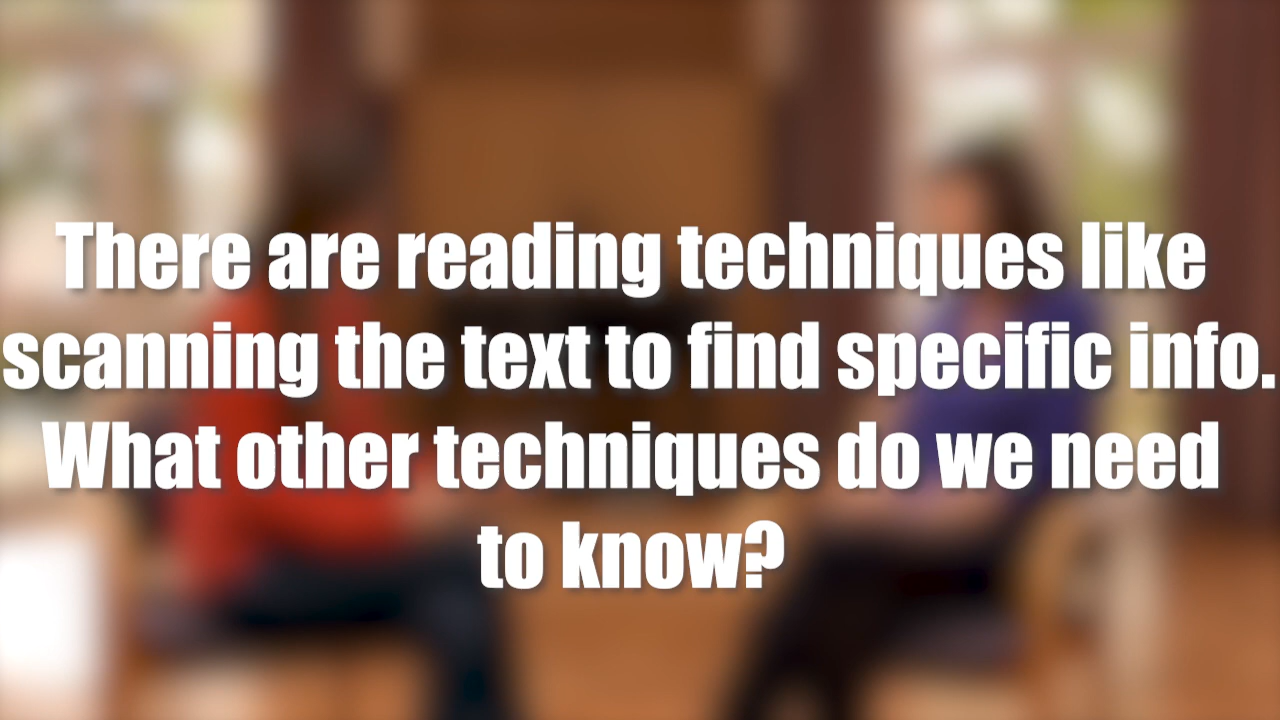 There are reading techniques like
scanning the text to find specific info.
What other techniques do we need
to know?